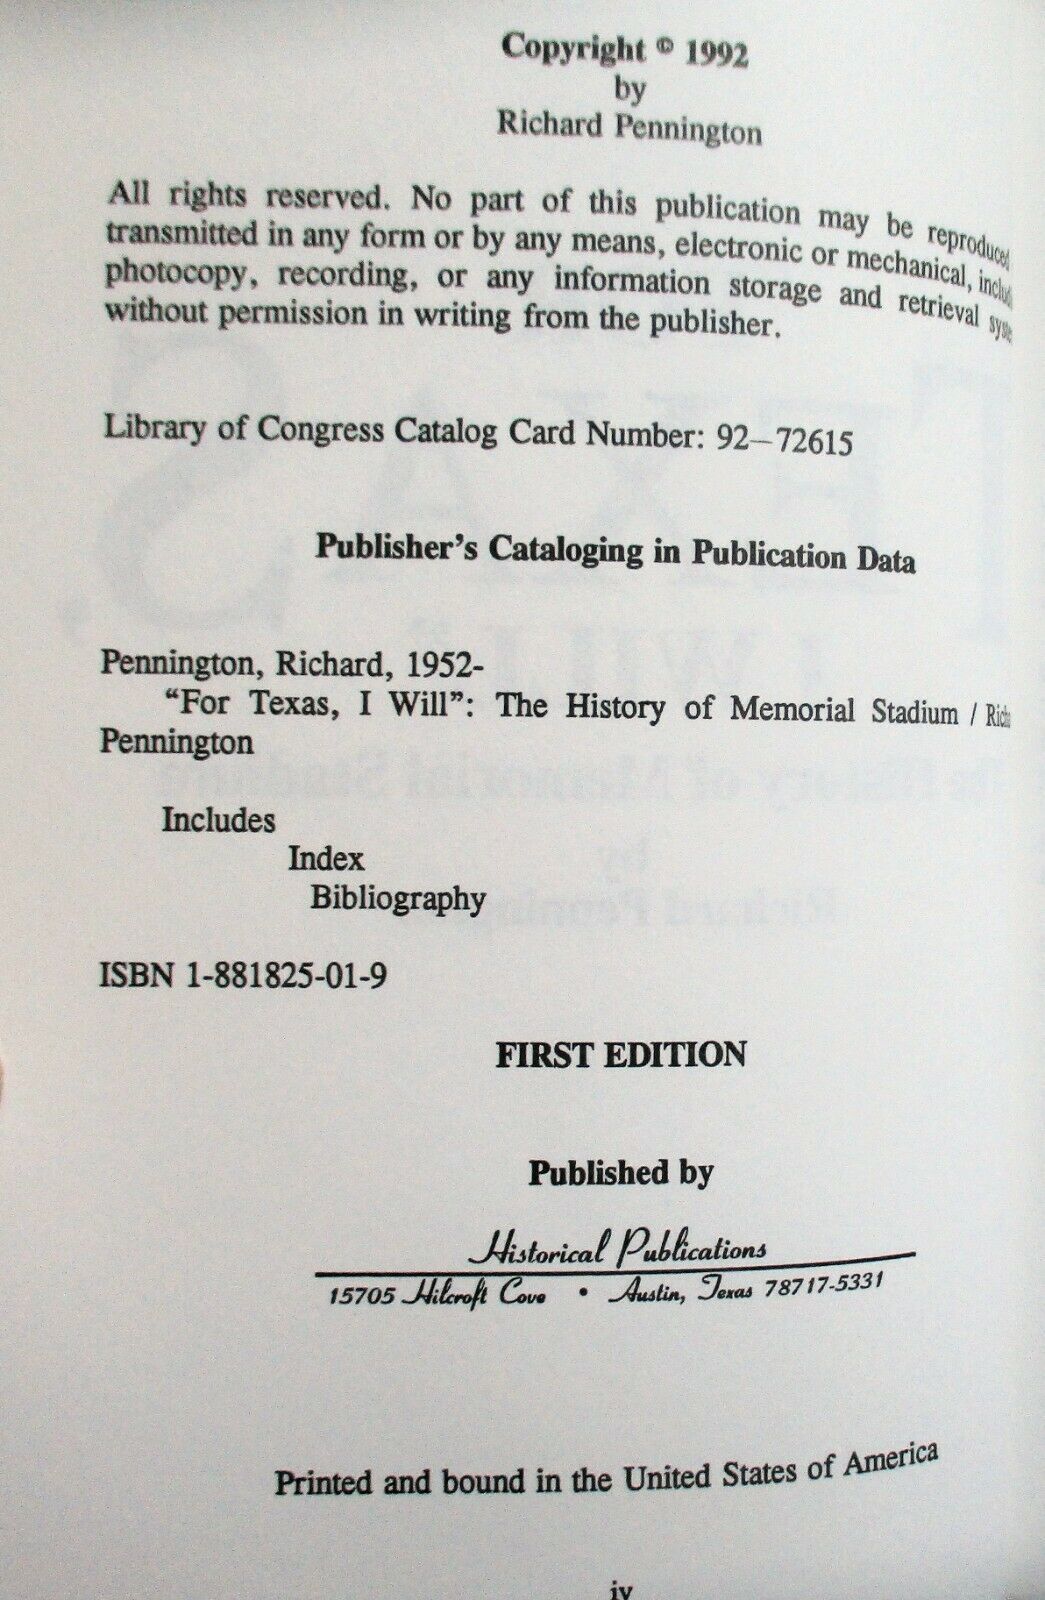 Copyright © 1992
by
Richard Pennington
All rights reserved. No part of this publication may be reproduced
transmitted in any form or by any means, electronic or mechanical,
photocopy, recording, or any information storage and retrieval
without permission in writing from the publisher.
Library of Congress Catalog Card Number: 92–72615
Publisher's Cataloging in Publication Data
Pennington, Richard, 1952-
"For Texas, I Will": The History of Memorial Stadium /
Pennington
Includes
Index
Bibliography
ISBN 1-881825-01-9
FIRST EDITION
Published by
Historical Publications
15705 Hilcroft Cove • Austin, Texas 78717-5331
Printed and bound in the United States of America
iv